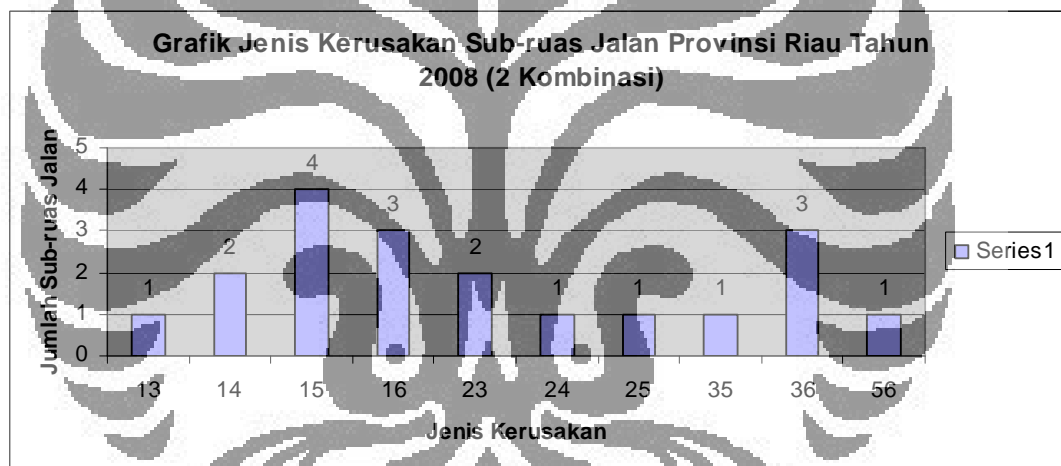 Grafik Jenis Kerusakan Sub-ruas Jalan Provinsi Riau Tahun
2008 (2 Kombinasi)
Jumlah Sub-ruas Jalan
5
4
3
2
1
0
1
2
4
3
2
1
1
1
3
1
13 14 15 16 23 24 25 35 36 56
Jenis Kerusakan
Series1